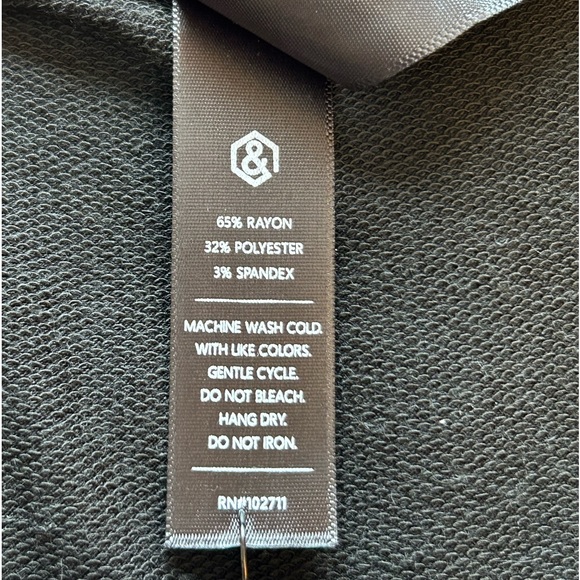 &
65% RAYON
32% POLYESTER
3% SPANDEX
MACHINE WASH COLD.
WITH LIKE COLORS.
GENTLE CYCLE.
DO NOT BLEACH.
HANG DRY.
DO NOT IRON.
RN#102711